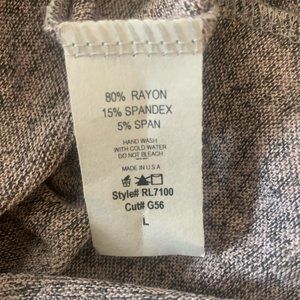 80% RAYON
15% SPANDEX
5% SPAN
HAND WASH
WITH COLD WATER
DO NOT BLEACH
MADE IN U.S.A
Style# RL7100
Cut# G56
L